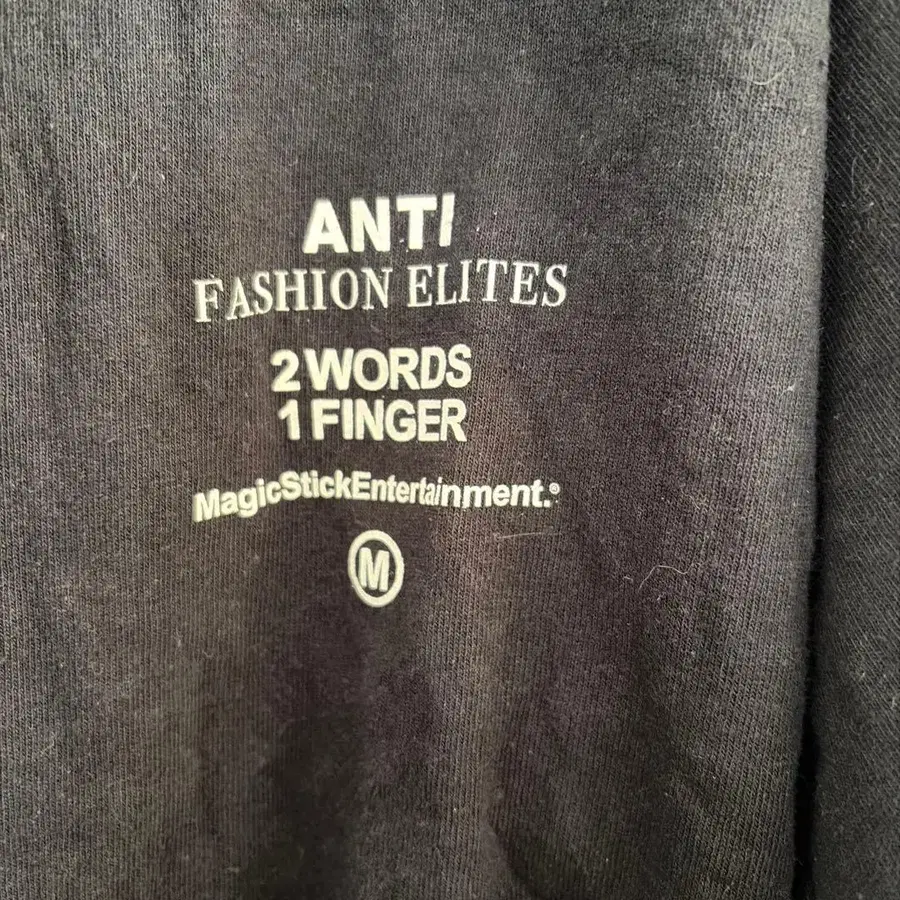 ANTI
FASHION ELITES
2 WORDS
1 FINGER
MagicStickEntertainment.®
M